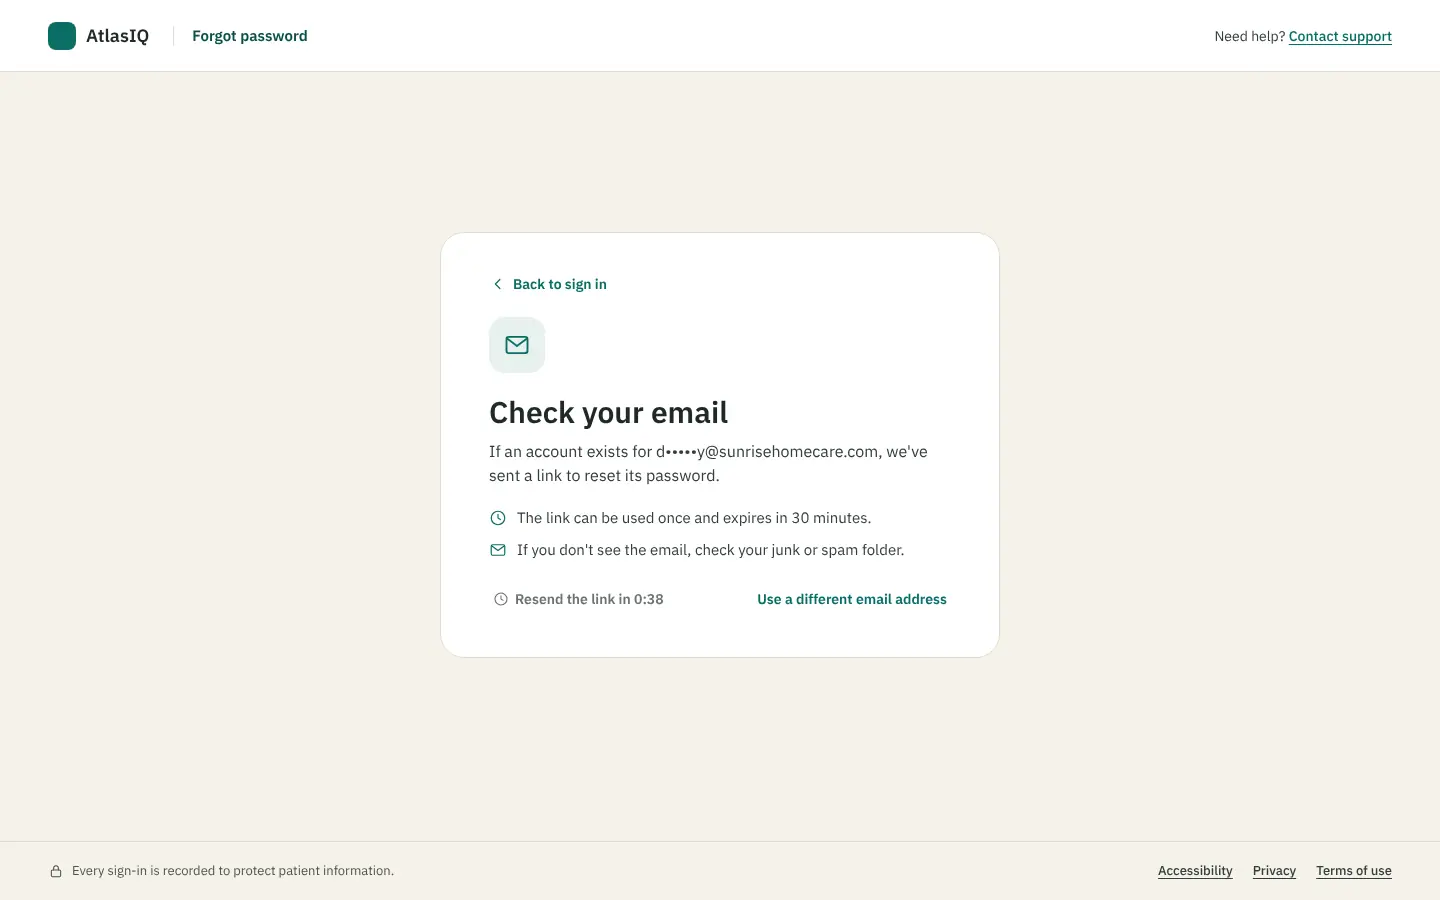 AtlasIQ
Forgot password
Need help? Contact support
Back to sign in
Check your email
If an account exists for d•••••y@sunrisehomecare.com, we've
sent a link to reset its password.
The link can be used once and expires in 30 minutes.
If you don't see the email, check your junk or spam folder.
Resend the link in 0:38
Use a different email address
Every sign-in is recorded to protect patient information.
Accessibility
Privacy
Terms of use